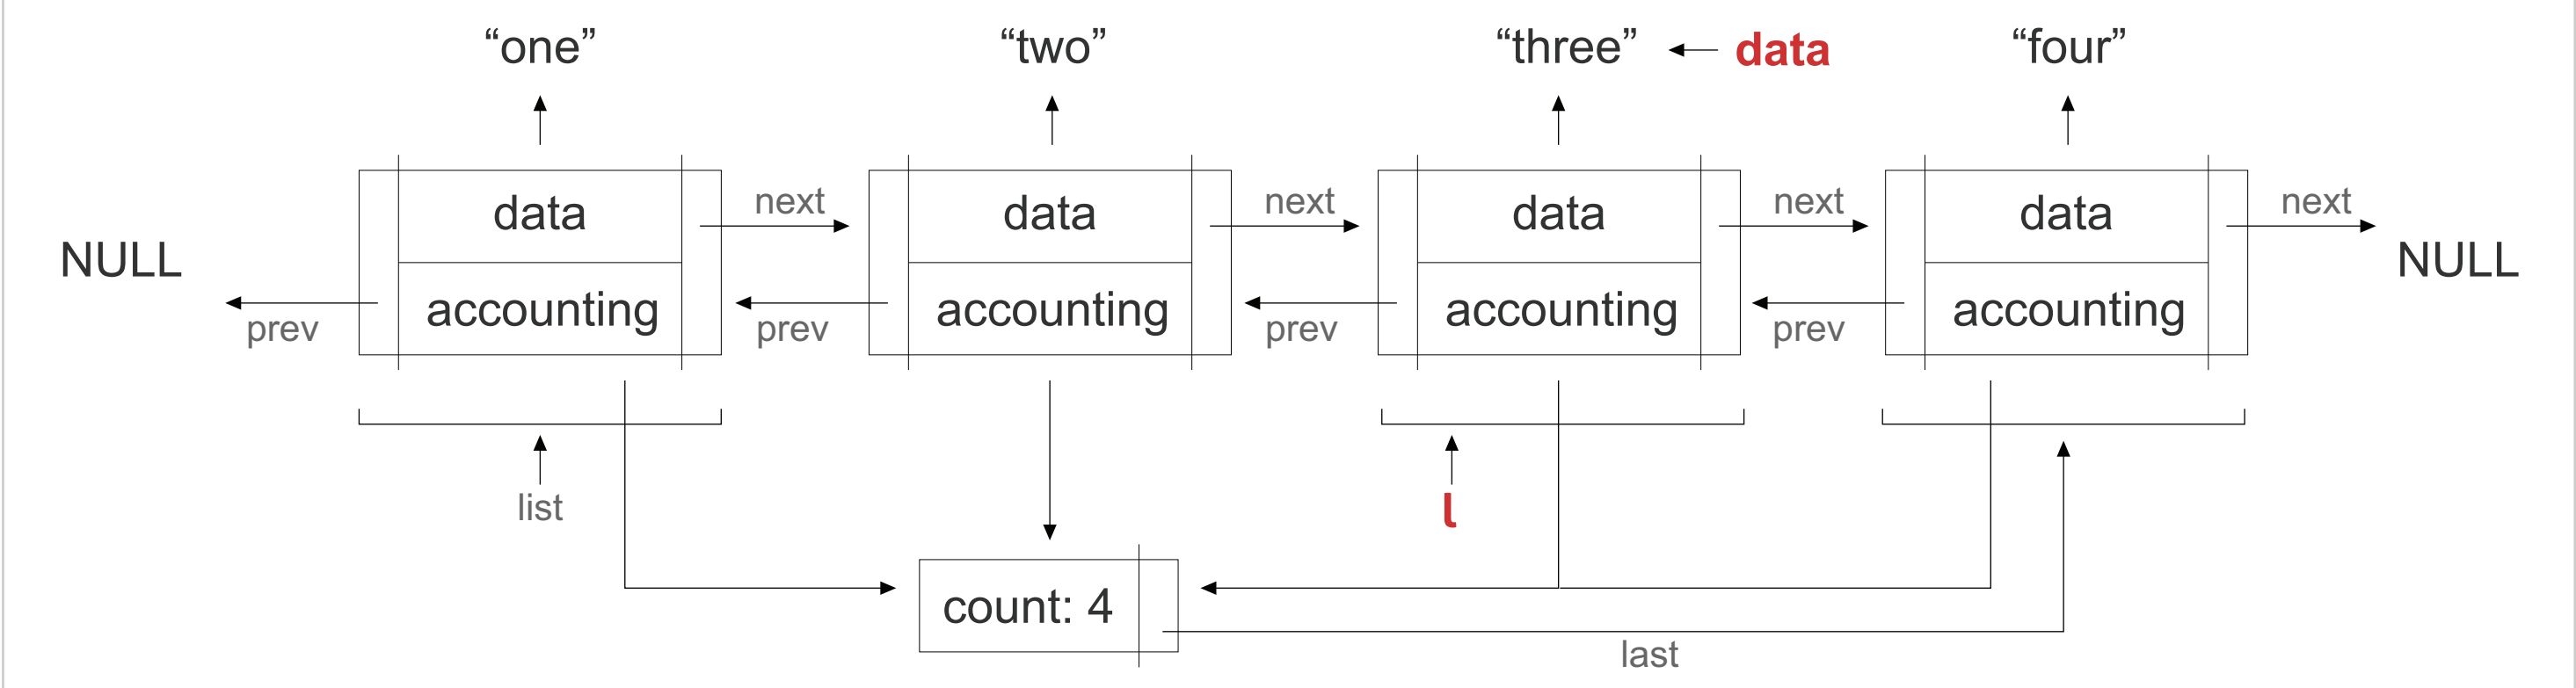 “one” “two” “three” data “four”
data next data next data next data next
NULL NULL
accounting accounting accounting accounting
prev prev prev prev
list l
count: 4
last